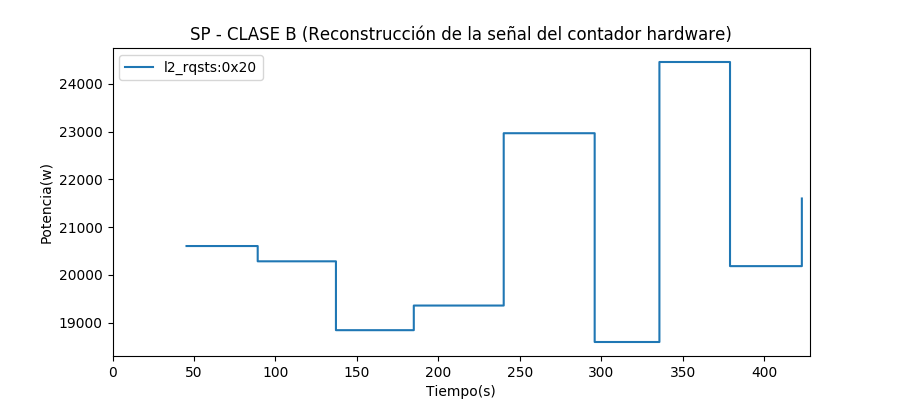 SP - CLASE B (Reconstrucción de la señal del contador hardware)
l2_rqsts:0x20
Potencia(w)
24000
23000
22000
21000
20000
19000
0 50 100 150 200 250 300 350 400
Tiempo(s)